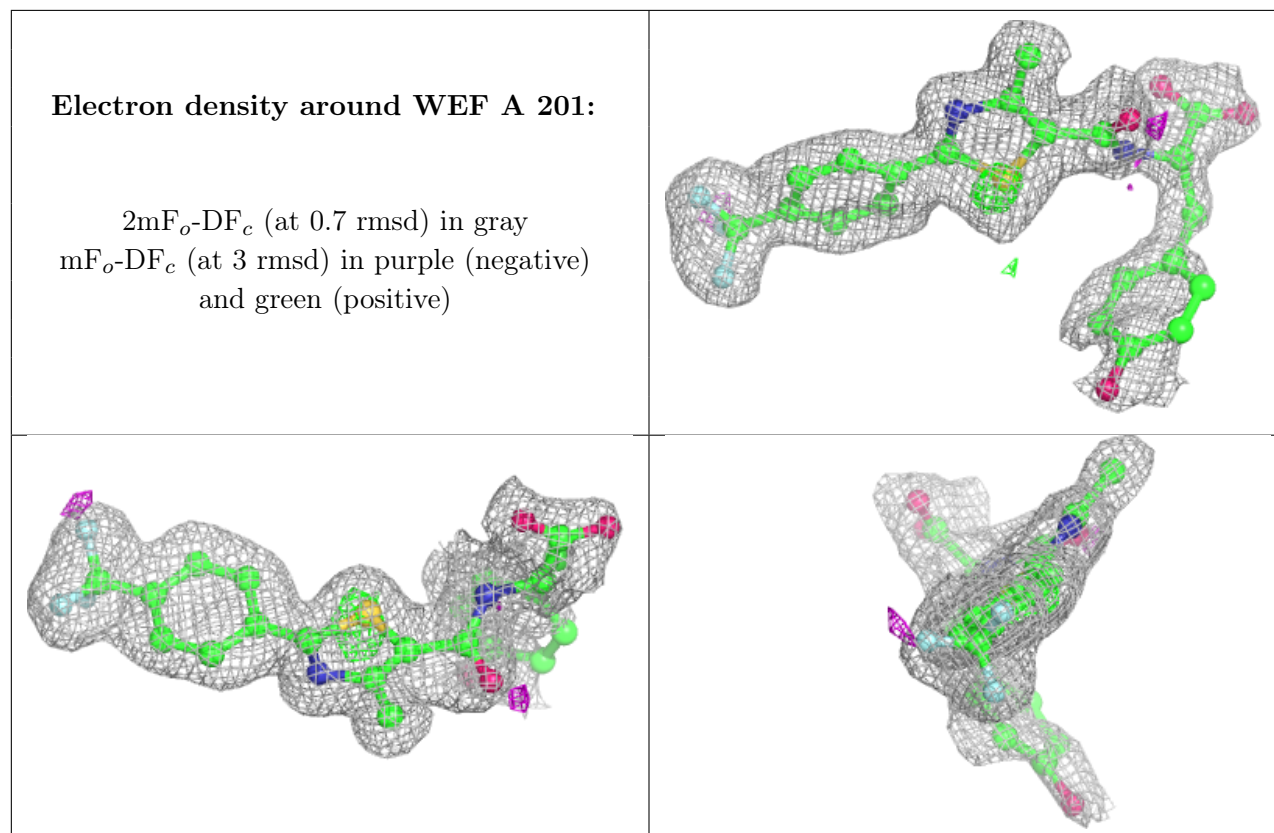 Electron density around WEF A 201:
2mFo-DFc (at 0.7 rmsd) in gray
mFo-DFc (at 3 rmsd) in purple (negative)
and green (positive)